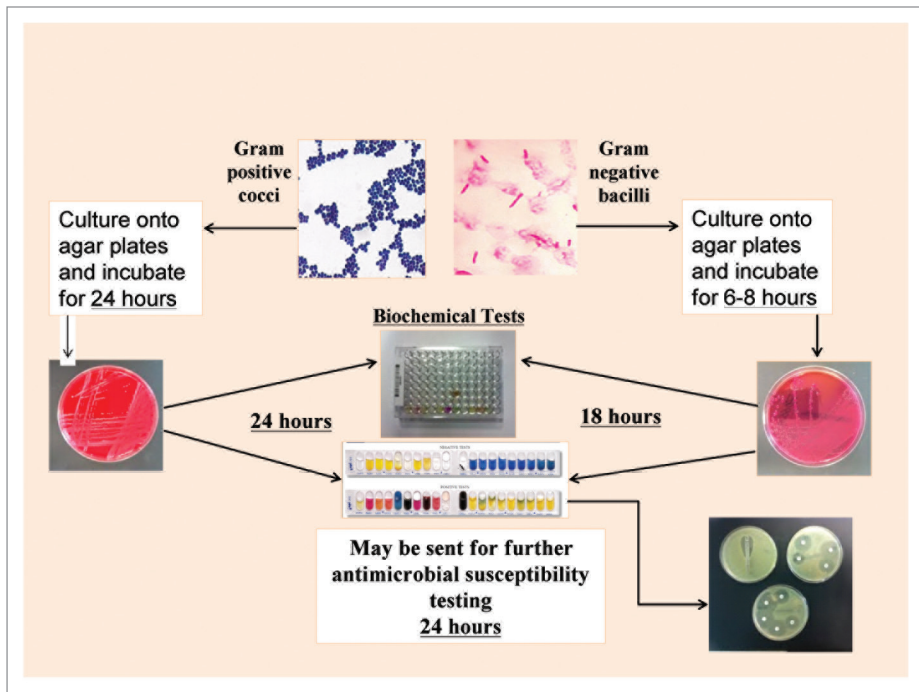 Gram
positive
cocci
Gram
negative
bacilli
Culture onto
agar plates
and incubate
for 24 hours
Culture onto
agar plates
and incubate
for 6-8 hours
Biochemical Tests
24 hours
18 hours
NEGATIVE TESTS
May be sent for further
antimicrobial susceptibility
testing
24 hours